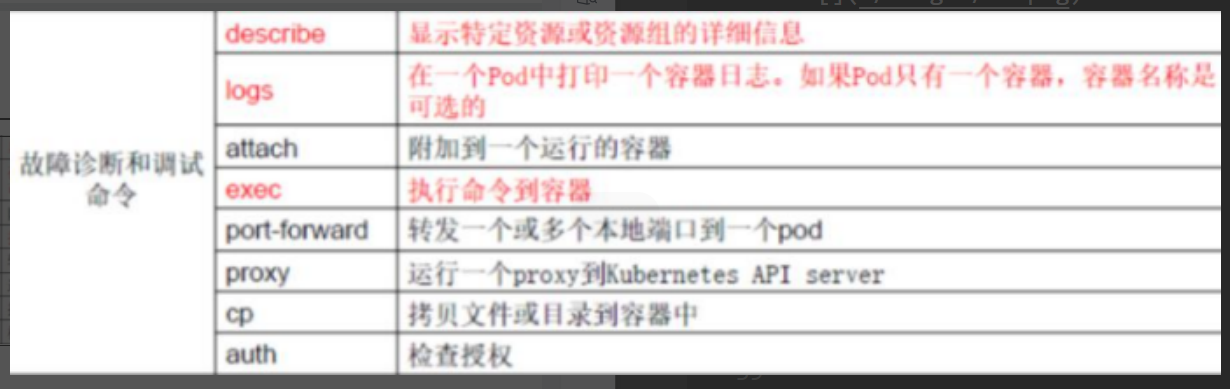 describe 显示特定资源或资源组的详细信息
logs 在一个Pod中打印一个容器日志。如果Pod只有一个容器，容器名称是
可选的
故障诊断和调试
命令
attach 附加到一个运行的容器
exec 执行命令到容器
port-forward 转发一个或多个本地端口到一个pod
proxy 运行一个proxy到Kubernetes API server
cp 拷贝文件或目录到容器中
auth 检查授权